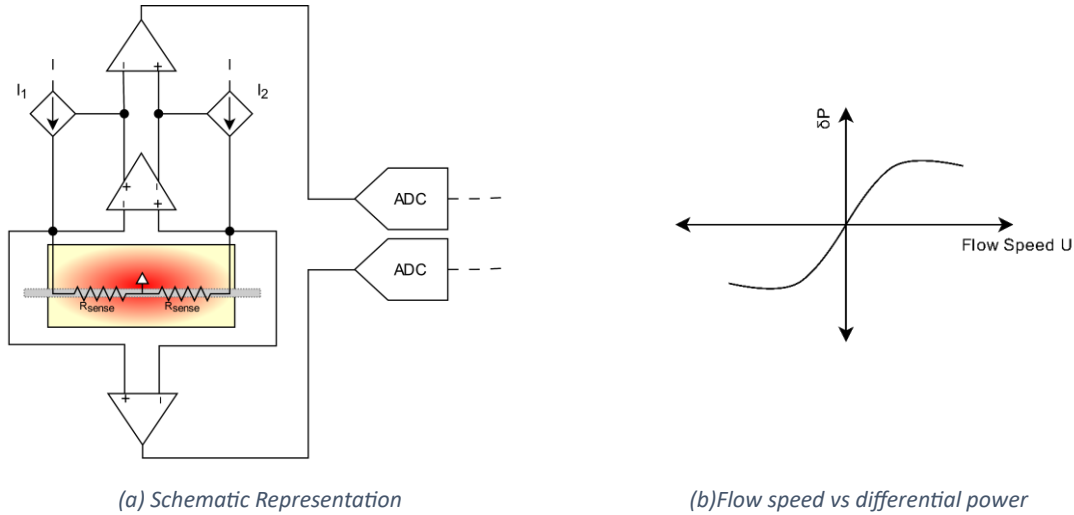 I1
I2
− +
+ −
− +
ADC
ADC
Rsense
Rsense
+ −
δP
Flow Speed U
(a) Schematic Representation
(b)Flow speed vs differential power